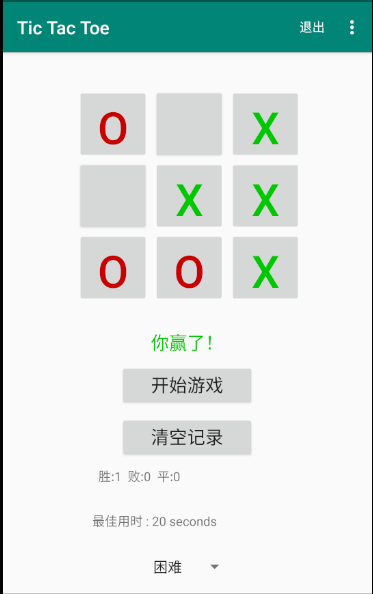 Tic Tac Toe 退出
O X
X X
O O X
你赢了!
开始游戏
清空记录
胜:1 败:0 平:0
最佳用时 : 20 seconds
困难